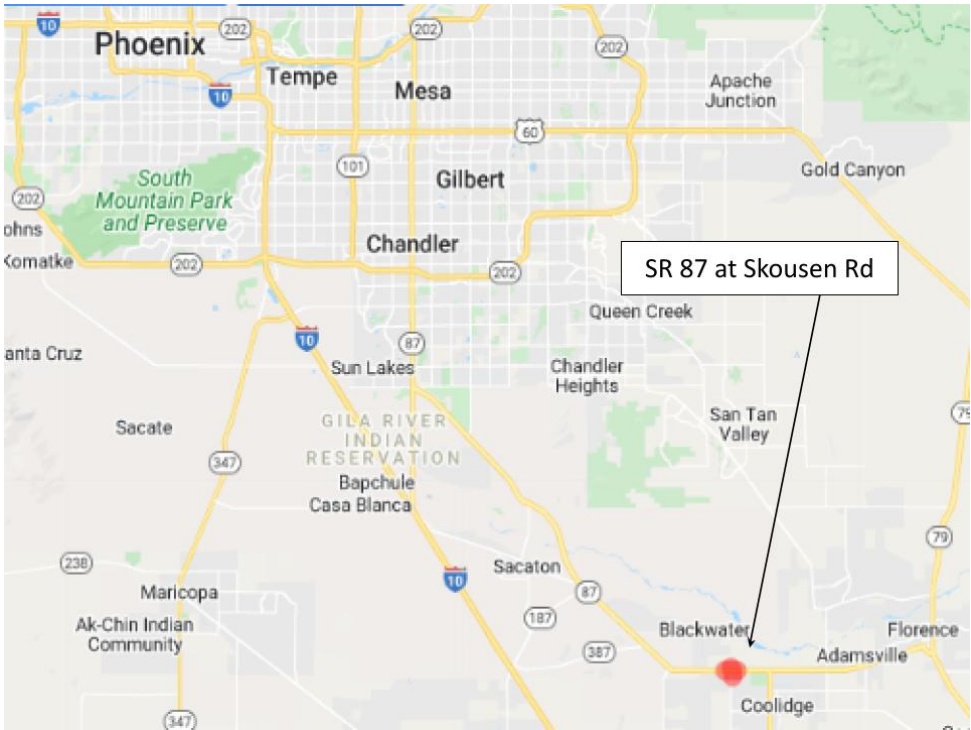 10
Phoenix
202
202
202
Tempe
Mesa
Apache
Junction
10
60
101
Gold Canyon
South
Mountain Park
and Preserve
Gilbert
202
ohns
Komatke
202
Chandler
202
SR 87 at Skousen Rd
Queen Creek
10
87
anta Cruz
Sun Lakes
Chandler
Heights
79
San Tan
Valley
Sacate
GILA RIVER
INDIAN
RESERVATION
347
Bapchule
Casa Blanca
79
238
Sacaton
10
Maricopa
87
187
Ak-Chin Indian
Community
Blackwater
Florence
387
Adamsville
Coolidge
347